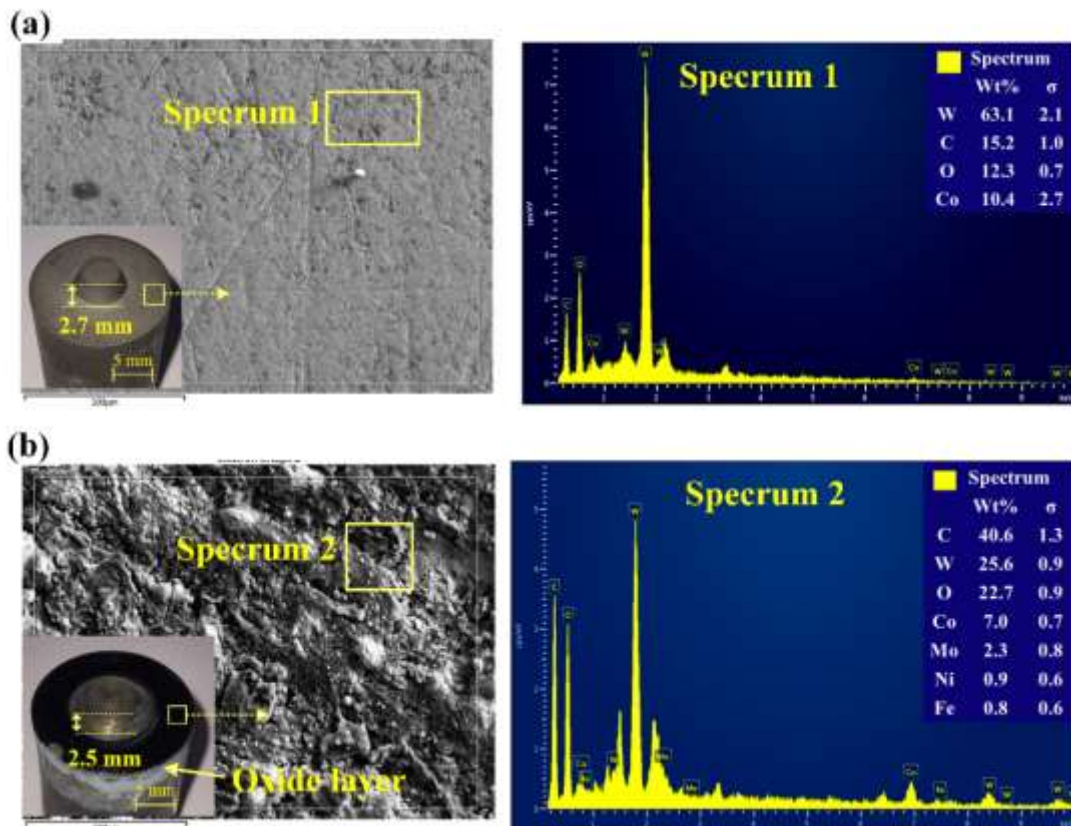 (a)
Specrum 1
2.7 mm
5 mm
Specrum 1
Spectrum
Wt% σ
W 63.1 2.1
C 15.2 1.0
O 12.3 0.7
Co 10.4 2.7
(b)
Specrum 2
2.5 mm
Oxide layer
Specrum 2
Spectrum
Wt% σ
C 40.6 1.3
W 25.6 0.9
O 22.7 0.9
Co 7.0 0.7
Mo 2.3 0.8
Ni 0.9 0.6
Fe 0.8 0.6